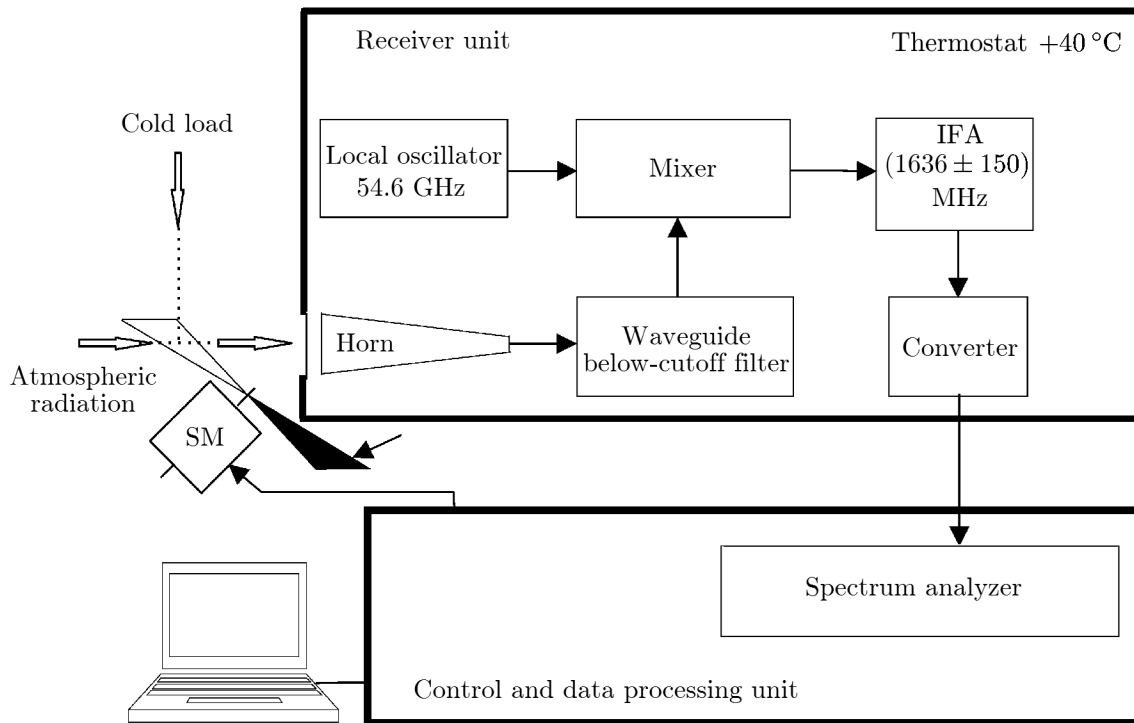 Receiver unit
Thermostat +40 °C
Cold load
Local oscillator
54.6 GHz
Mixer
IFA
(1636 ± 150)
MHz
Atmospheric
radiation
Horn
Waveguide
below-cutoff filter
Converter
SM
Spectrum analyzer
Control and data processing unit